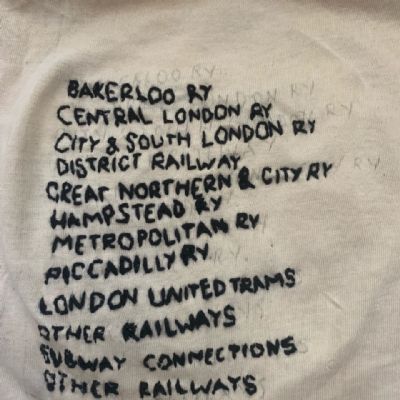 BAKERLOO RY
CENTRAL LONDON RY
CITY & SOUTH LONDON RY
DISTRICT RAILWAY
GREAT NORTHERN & CITY RY
HAMPSTEAD RY
METROPOLITAN RY
PICCADILLY RY
LONDON UNITED TRAMS
OTHER RAILWAYS
SUBWAY CONNECTIONS
OTHER RAILWAYS